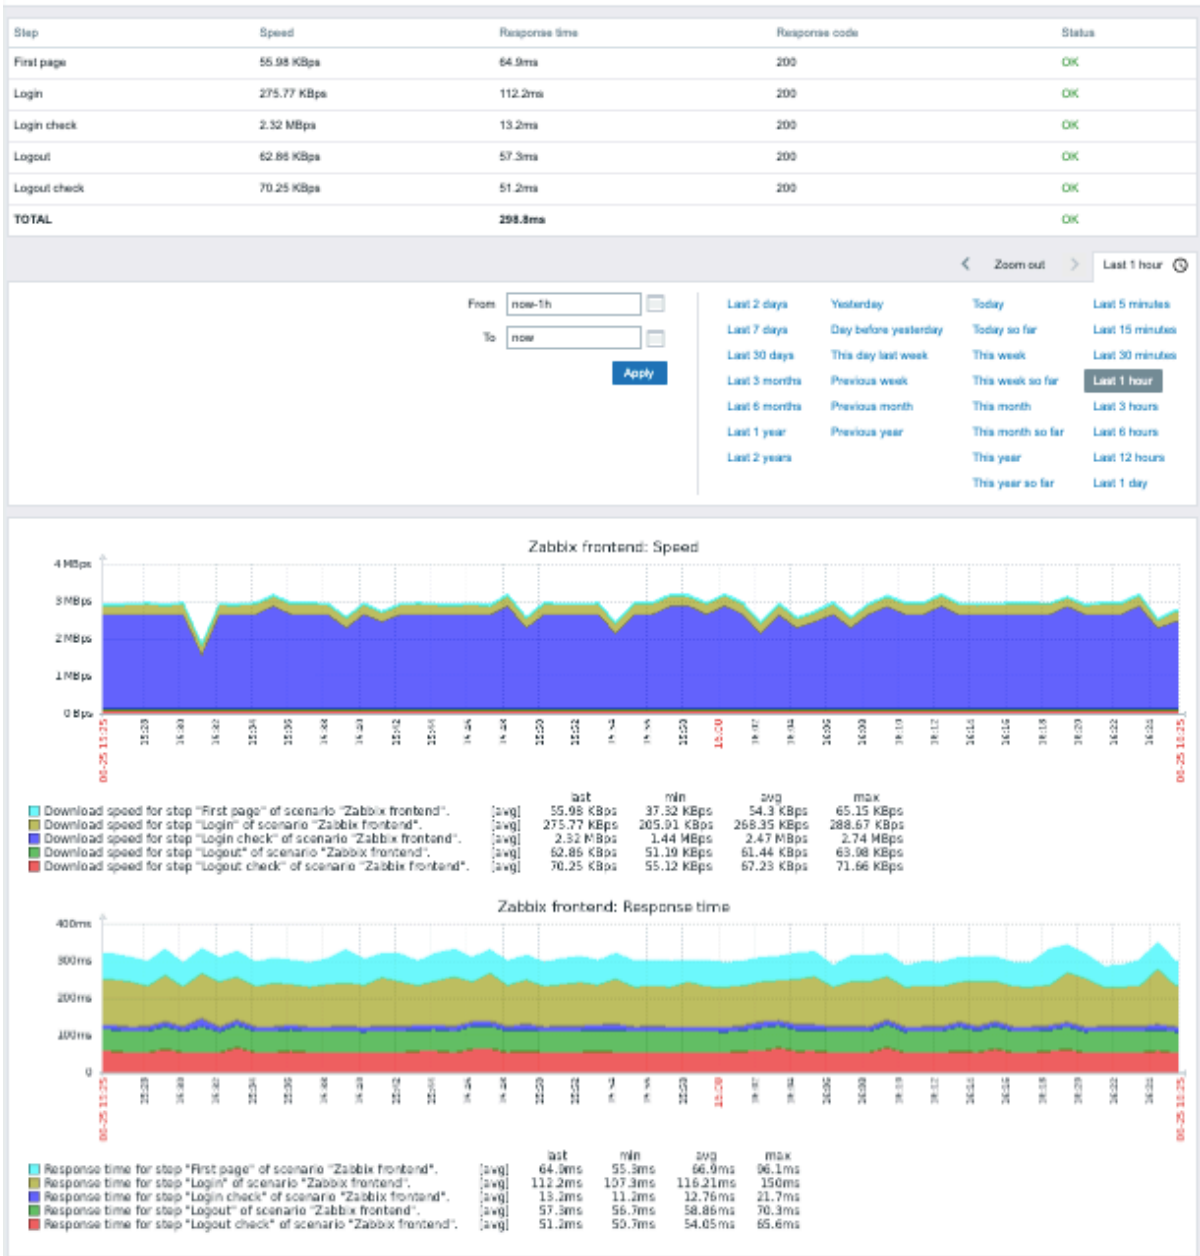 Step Speed Response time Response code Status
First page 55.98 KBps 64.9ms 200 OK
Login 275.77 KBps 112.2ms 200 OK
Login check 2.32 MBps 13.2ms 200 OK
Logout 62.86 KBps 57.3ms 200 OK
Logout check 70.25 KBps 51.2ms 200 OK
TOTAL 298.8ms OK
Zoom out Last 1 hour
From now-1h
To now
Apply
Last 2 days Yesterday Today Last 5 minutes
Last 7 days Day before yesterday Today so far Last 15 minutes
Last 30 days This day last week This week Last 30 minutes
Last 3 months Previous week This week so far Last 1 hour
Last 6 months Previous month This month Last 3 hours
Last 1 year Previous year This month so far Last 6 hours
Last 2 years This year Last 12 hours
This year so far Last 1 day
Zabbix frontend: Speed
4 MBps
3 MBps
2 MBps
1 MBps
0 Bps
last min avg max
Download speed for step "First page" of scenario "Zabbix frontend". [avg] 55.98 KBps 37.32 KBps 54.3 KBps 65.15 KBps
Download speed for step "Login" of scenario "Zabbix frontend". [avg] 275.77 KBps 205.91 KBps 268.35 KBps 288.67 KBps
Download speed for step "Login check" of scenario "Zabbix frontend". [avg] 2.32 MBps 1.44 MBps 2.47 MBps 2.74 MBps
Download speed for step "Logout" of scenario "Zabbix frontend". [avg] 62.86 KBps 51.19 KBps 61.44 KBps 63.98 KBps
Download speed for step "Logout check" of scenario "Zabbix frontend". [avg] 70.25 KBps 55.12 KBps 67.23 KBps 71.66 KBps
Zabbix frontend: Response time
400ms
300ms
200ms
100ms
0
last min avg max
Response time for step "First page" of scenario "Zabbix frontend". [avg] 64.9ms 55.3ms 66.9ms 96.1ms
Response time for step "Login" of scenario "Zabbix frontend". [avg] 112.2ms 107.3ms 116.21ms 150ms
Response time for step "Login check" of scenario "Zabbix frontend". [avg] 13.2ms 11.2ms 12.76ms 21.7ms
Response time for step "Logout" of scenario "Zabbix frontend". [avg] 57.3ms 56.7ms 58.86ms 70.3ms
Response time for step "Logout check" of scenario "Zabbix frontend". [avg] 51.2ms 50.7ms 54.05ms 65.6ms